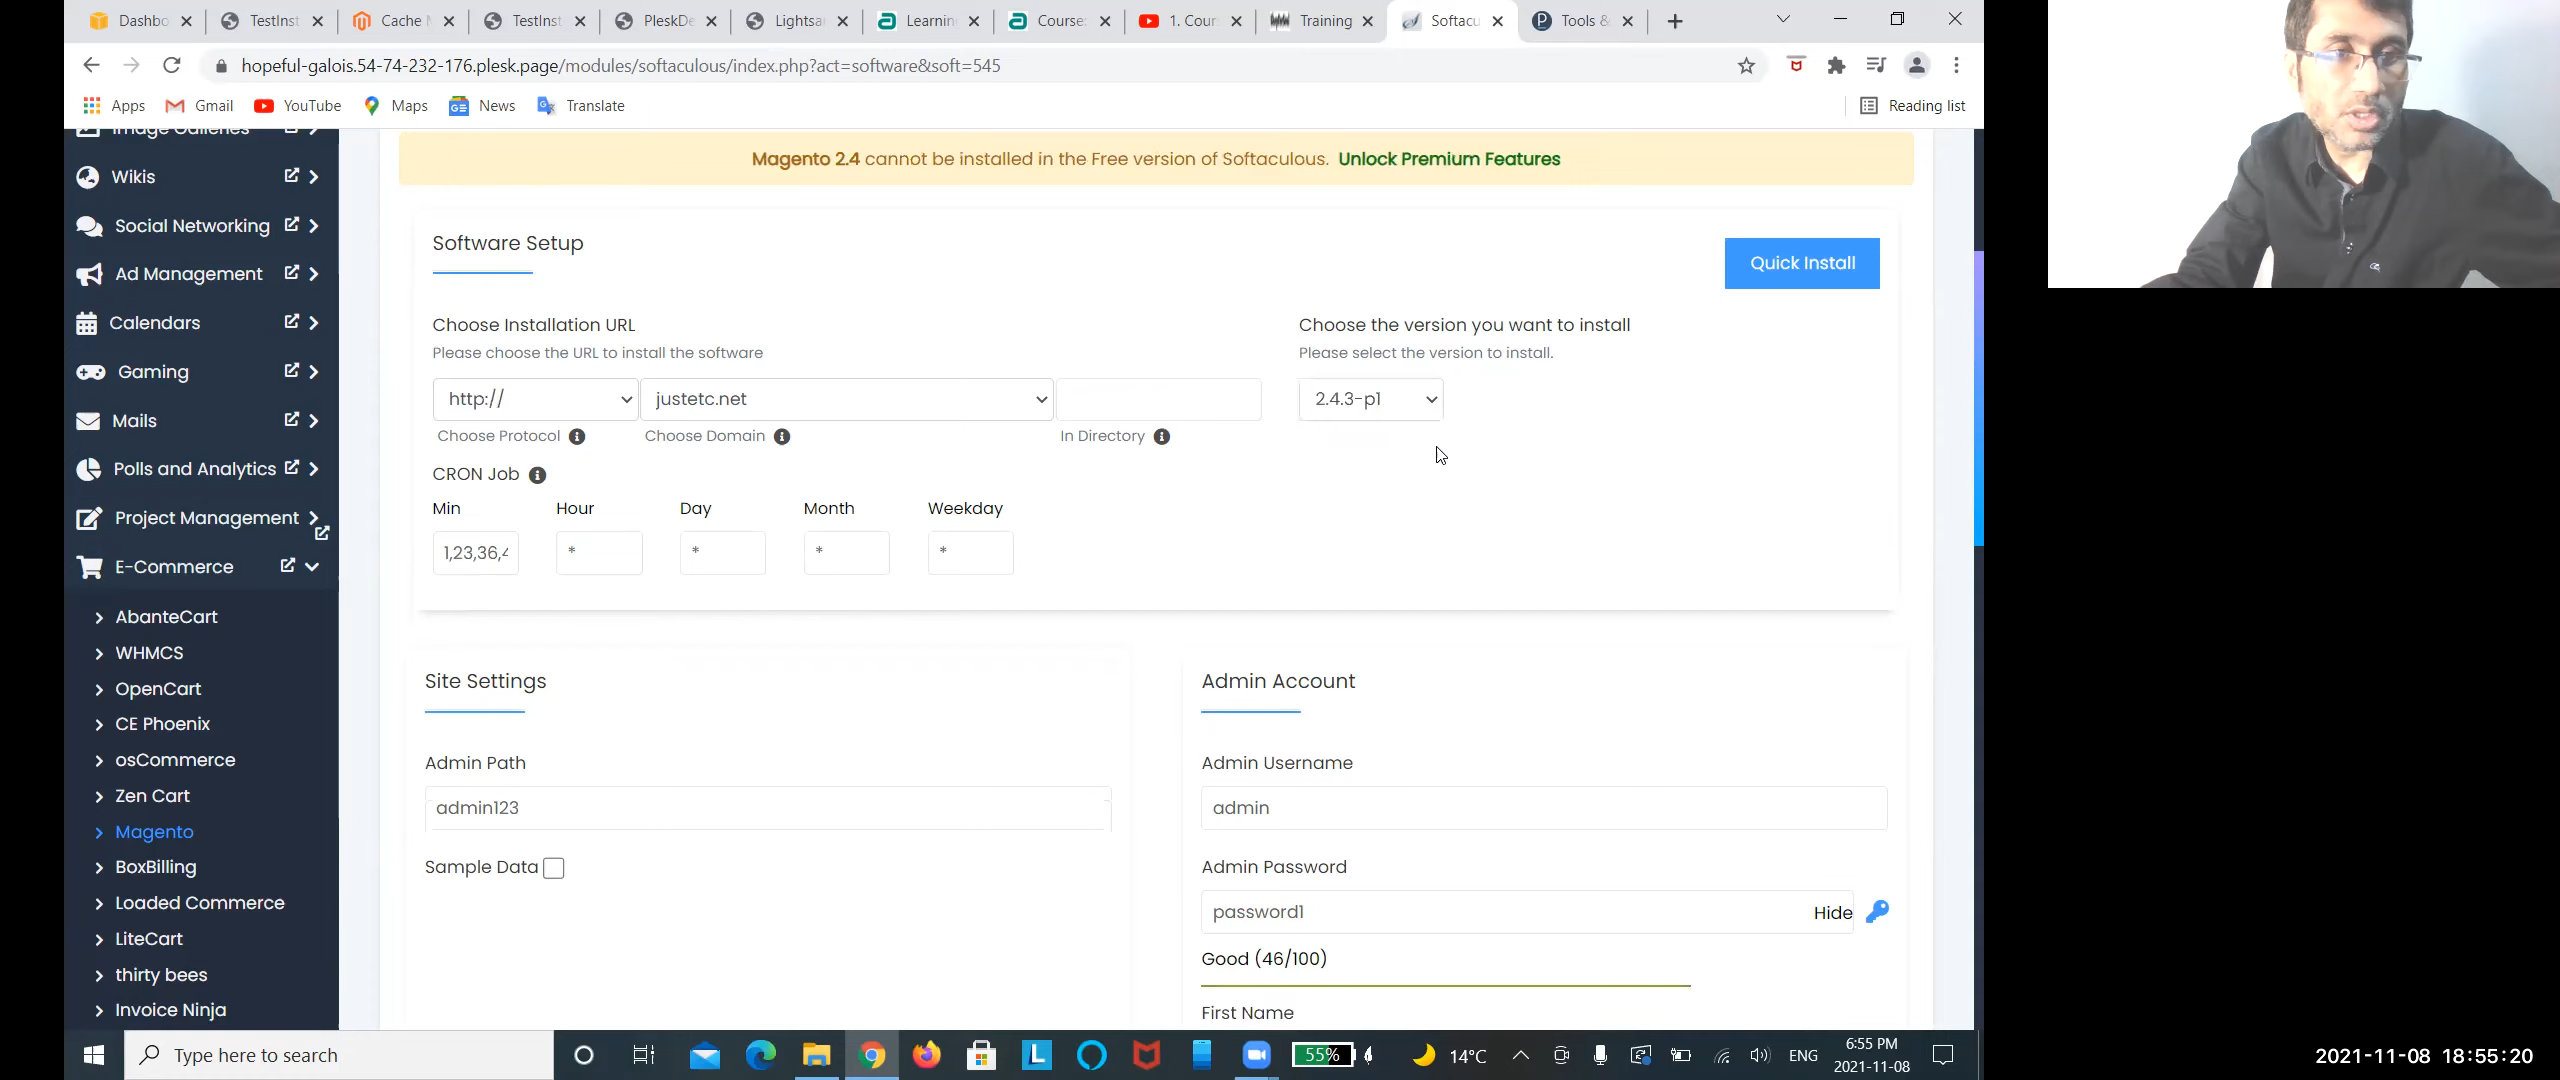 Dashbo
TestInst
Cache M
TestInst
PleskDe
Lightsa
Learnin
Course:
1. Cour
Training
Softacu
Tools &
hopeful-galois.54-74-232-176.plesk.page/modules/softaculous/index.php?act=software&soft=545
Apps
Gmail
YouTube
Maps
News
Translate
Reading list
Image Galleries
Wikis
Social Networking
Ad Management
Calendars
Gaming
Mails
Polls and Analytics
Project Management
E-Commerce
AbanteCart
WHMCS
OpenCart
CE Phoenix
osCommerce
Zen Cart
Magento
BoxBilling
Loaded Commerce
LiteCart
thirty bees
Invoice Ninja
Magento 2.4 cannot be installed in the Free version of Softaculous. Unlock Premium Features
Software Setup
Quick Install
Choose Installation URL
Please choose the URL to install the software
http://
justetc.net
Choose Protocol
Choose Domain
In Directory
Choose the version you want to install
Please select the version to install.
2.4.3-p1
CRON Job
Min Hour Day Month Weekday
1,23,36,4 * * * *
Site Settings
Admin Path
admin123
Sample Data
Admin Account
Admin Username
admin
Admin Password
password1
Hide
Good (46/100)
First Name
Type here to search
55%
14°C
ENG
6:55 PM
2021-11-08
2021-11-08 18:55:20